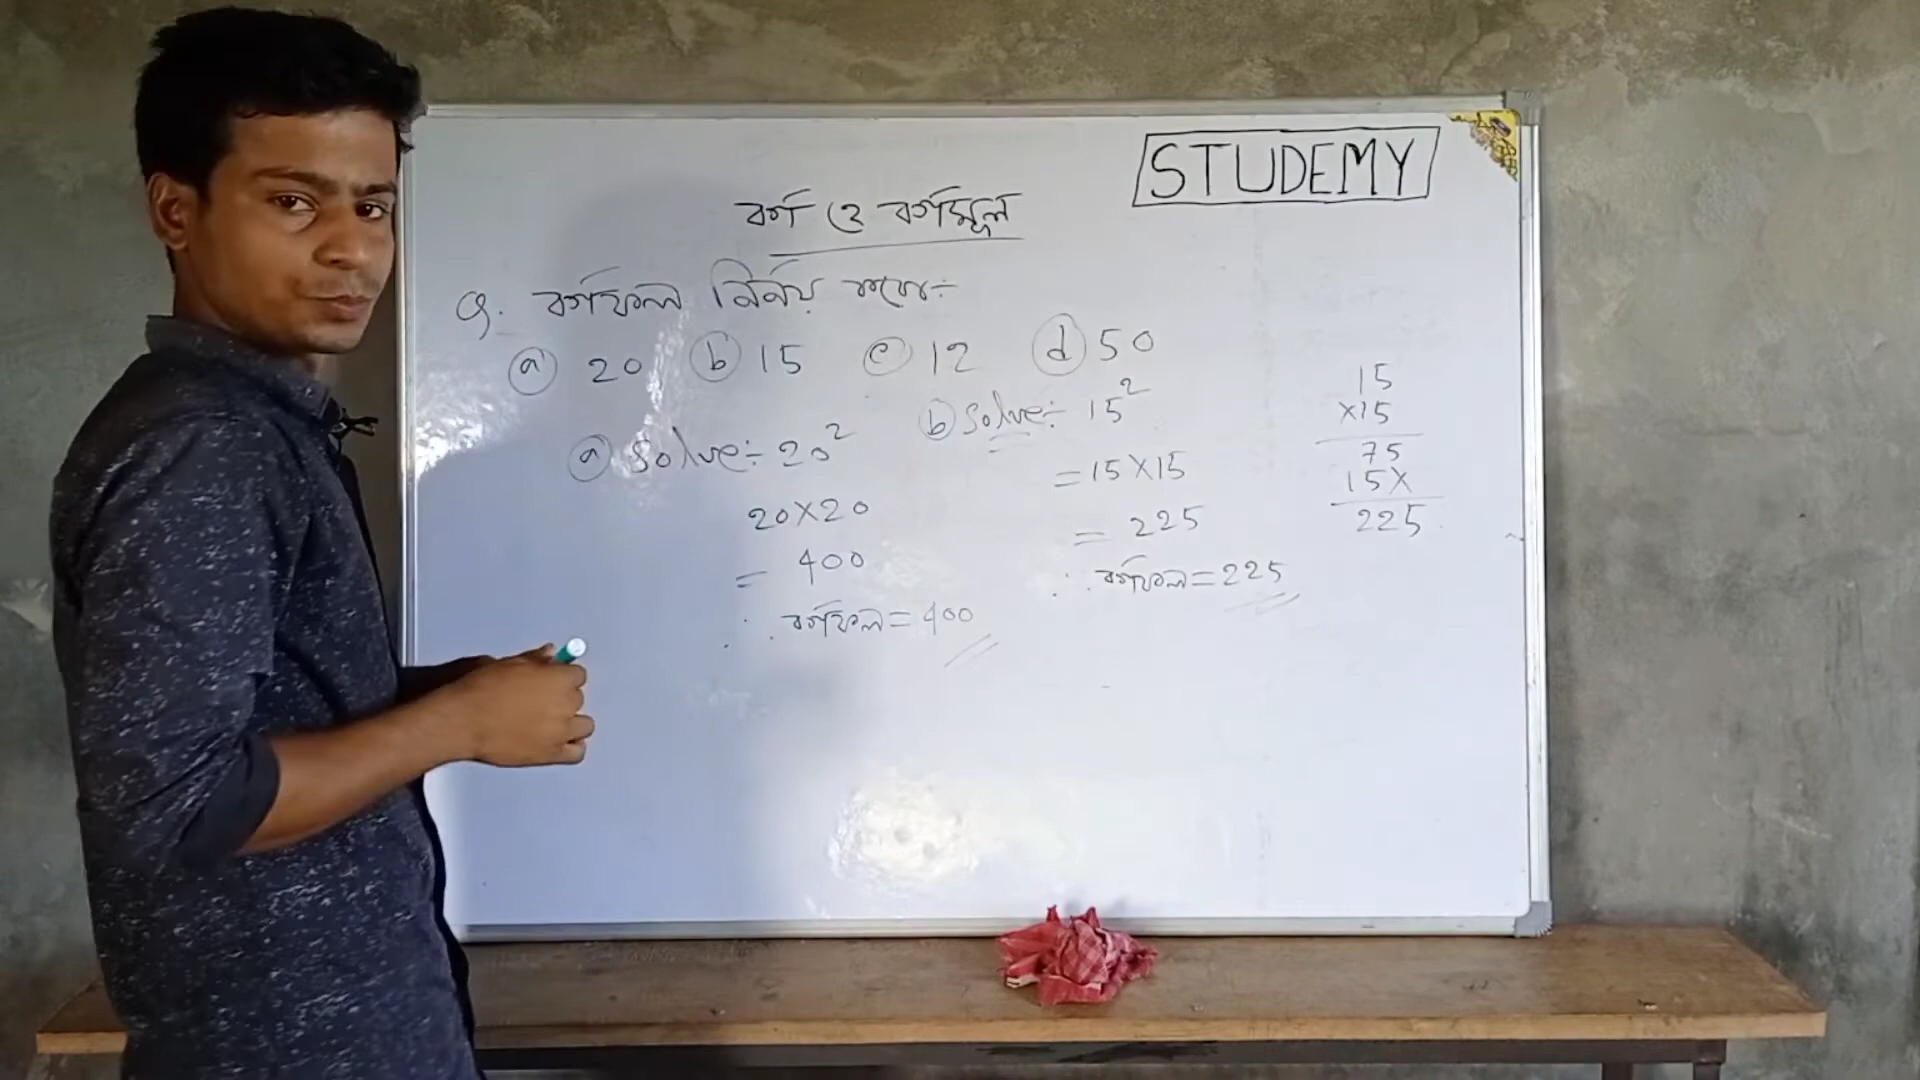 STUDEMY
বর্গ ও বর্গমূল
Q. বর্গফল নির্নয় করো:-
ⓐ 20 ⓑ 15 ⓒ 12 ⓓ 50
ⓐ Solve:- 20²
20×20
= 400
∴ বর্গফল = 400
ⓑ Solve:- 15²
= 15×15
= 225
∴ বর্গফল = 225
15
×15
75
15×
225